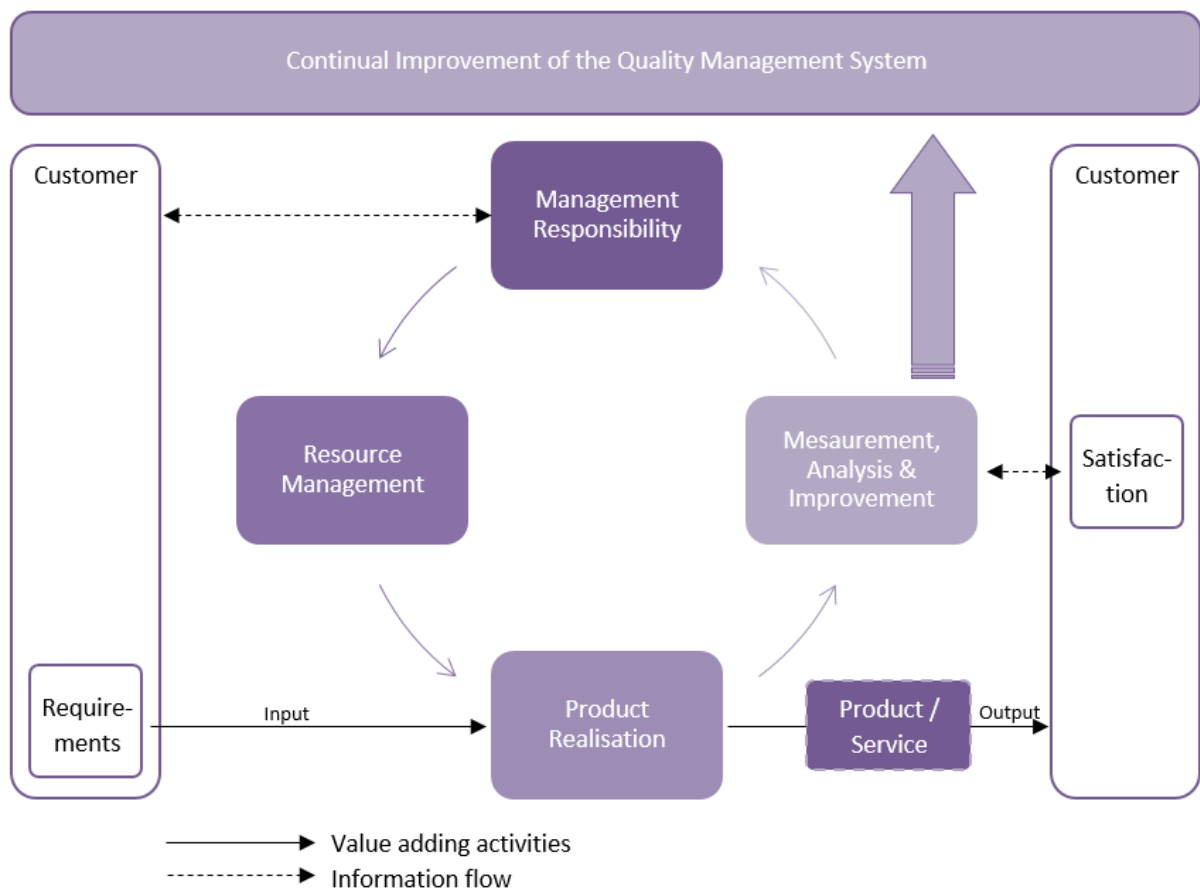 Continual Improvement of the Quality Management System
Customer
Management
Responsibility
Customer
Resource
Management
Mesaurement,
Analysis &
Improvement
Satisfac-
tion
Require-
ments
Input
Product
Realisation
Product /
Service
Output
Value adding activities
Information flow